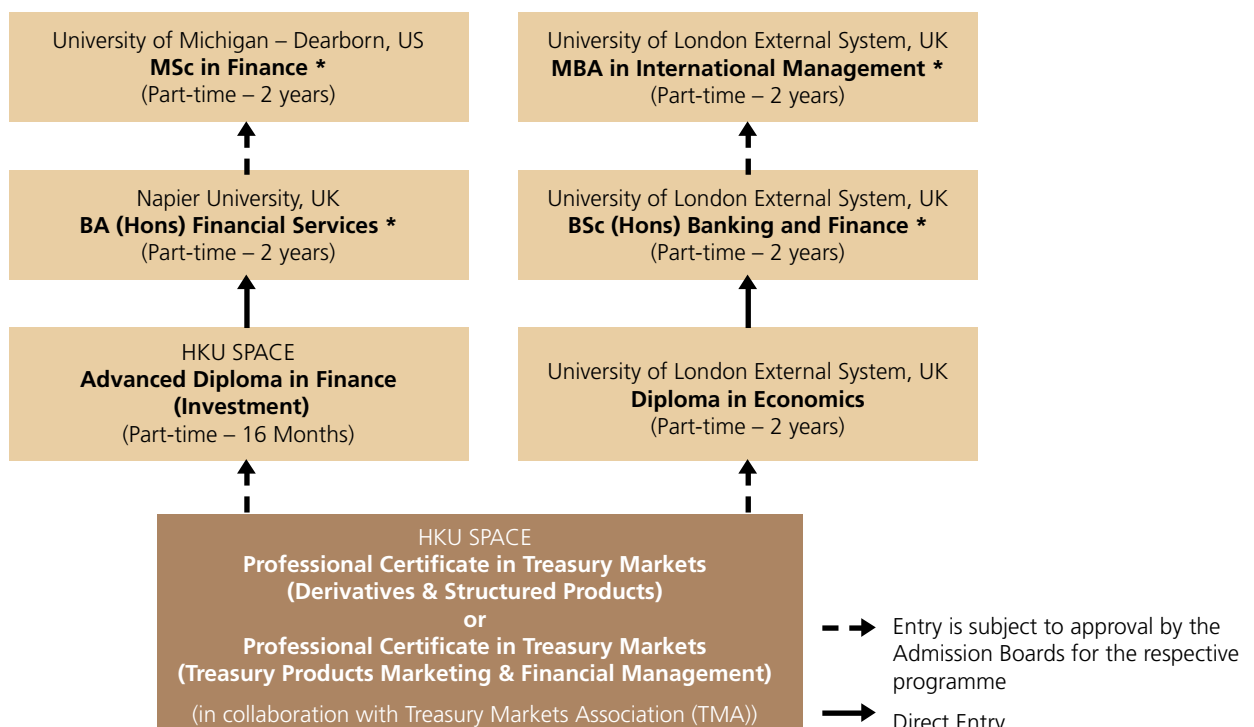 University of Michigan – Dearborn, US
MSc in Finance *
(Part-time – 2 years)
University of London External System, UK
MBA in International Management *
(Part-time – 2 years)
Napier University, UK
BA (Hons) Financial Services *
(Part-time – 2 years)
University of London External System, UK
BSc (Hons) Banking and Finance *
(Part-time – 2 years)
HKU SPACE
Advanced Diploma in Finance
(Investment)
(Part-time – 16 Months)
University of London External System, UK
Diploma in Economics
(Part-time – 2 years)
HKU SPACE
Professional Certificate in Treasury Markets
(Derivatives & Structured Products)
or
Professional Certificate in Treasury Markets
(Treasury Products Marketing & Financial Management)
(in collaboration with Treasury Markets Association (TMA))
Entry is subject to approval by the
Admission Boards for the respective
programme
Direct Entry